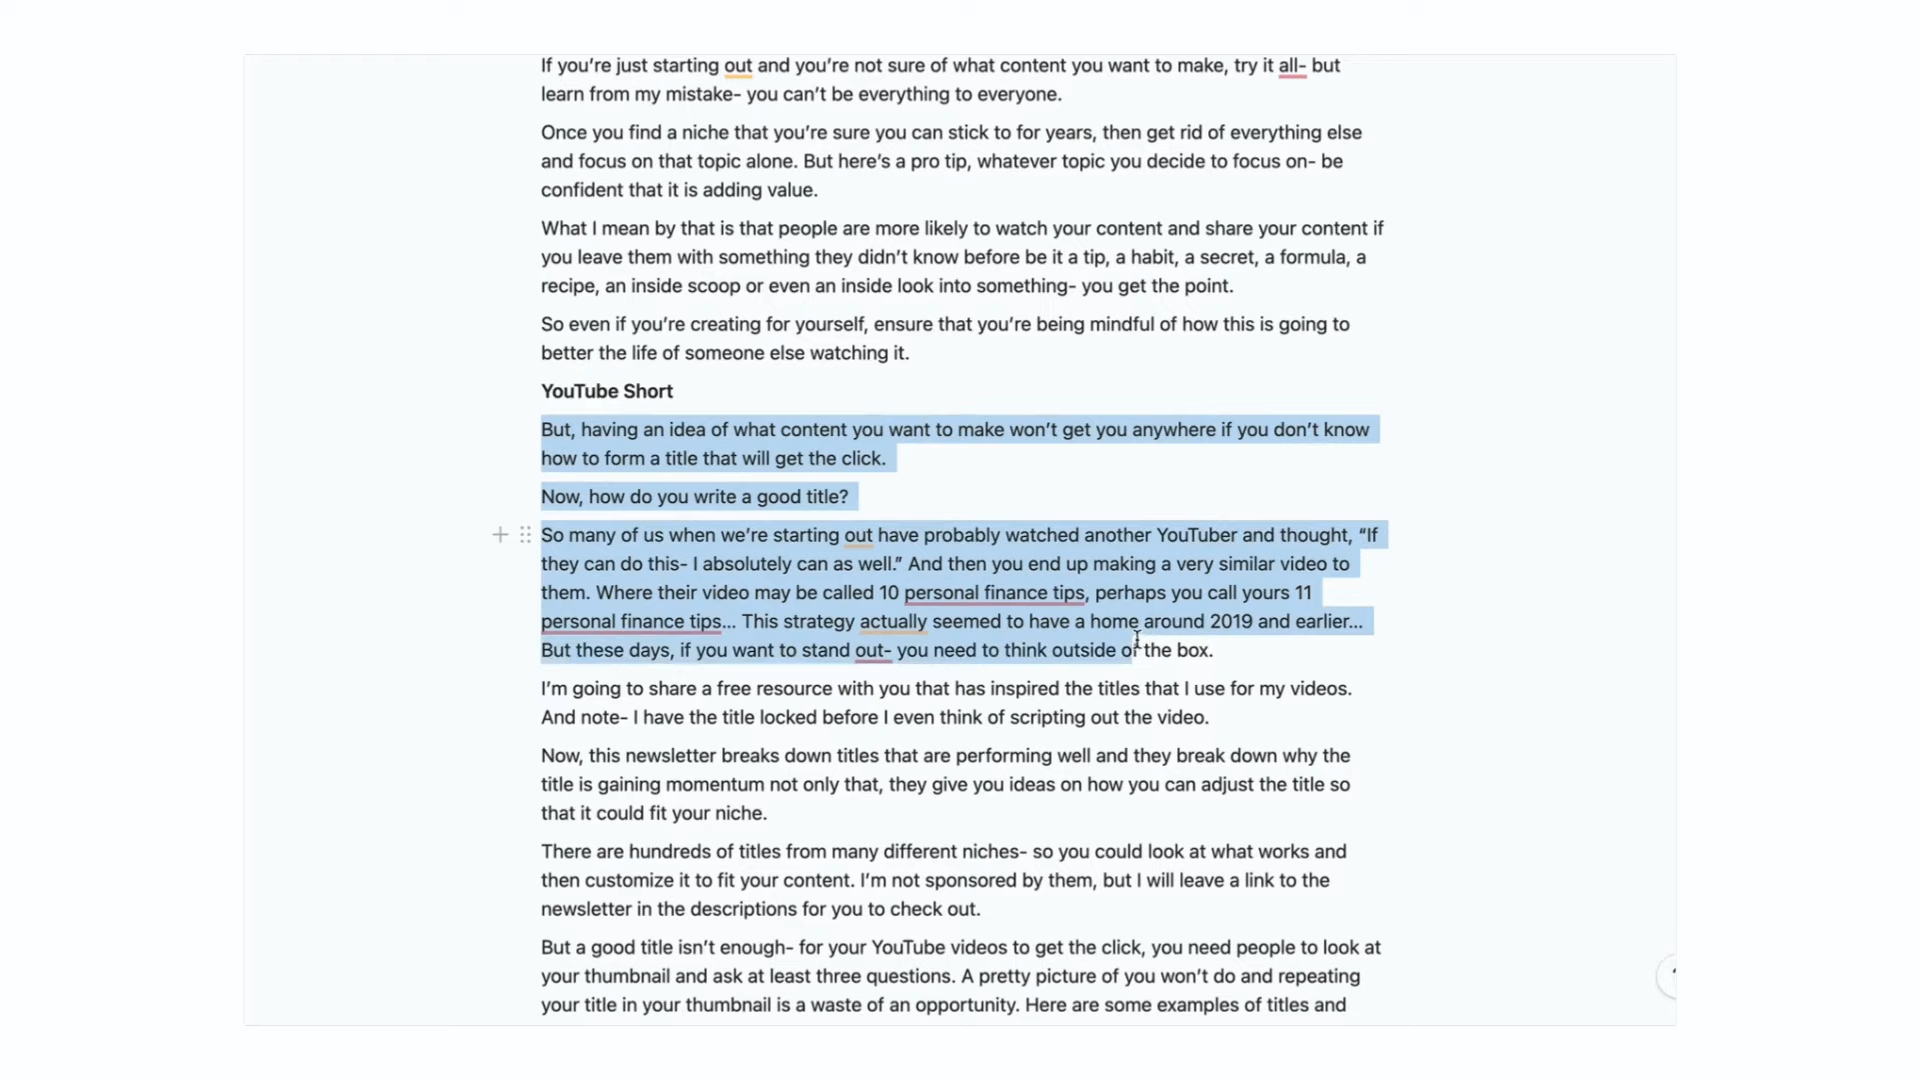 If you’re just starting out and you’re not sure of what content you want to make, try it all- but
learn from my mistake- you can’t be everything to everyone.
Once you find a niche that you’re sure you can stick to for years, then get rid of everything else
and focus on that topic alone. But here’s a pro tip, whatever topic you decide to focus on- be
confident that it is adding value.
What I mean by that is that people are more likely to watch your content and share your content if
you leave them with something they didn’t know before be it a tip, a habit, a secret, a formula, a
recipe, an inside scoop or even an inside look into something- you get the point.
So even if you’re creating for yourself, ensure that you’re being mindful of how this is going to
better the life of someone else watching it.
YouTube Short
But, having an idea of what content you want to make won’t get you anywhere if you don’t know
how to form a title that will get the click.
Now, how do you write a good title?
So many of us when we’re starting out have probably watched another YouTuber and thought, “If
they can do this- I absolutely can as well.” And then you end up making a very similar video to
them. Where their video may be called 10 personal finance tips, perhaps you call yours 11
personal finance tips… This strategy actually seemed to have a home around 2019 and earlier…
But these days, if you want to stand out- you need to think outside of the box.
I’m going to share a free resource with you that has inspired the titles that I use for my videos.
And note- I have the title locked before I even think of scripting out the video.
Now, this newsletter breaks down titles that are performing well and they break down why the
title is gaining momentum not only that, they give you ideas on how you can adjust the title so
that it could fit your niche.
There are hundreds of titles from many different niches- so you could look at what works and
then customize it to fit your content. I’m not sponsored by them, but I will leave a link to the
newsletter in the descriptions for you to check out.
But a good title isn’t enough- for your YouTube videos to get the click, you need people to look at
your thumbnail and ask at least three questions. A pretty picture of you won’t do and repeating
your title in your thumbnail is a waste of an opportunity. Here are some examples of titles and